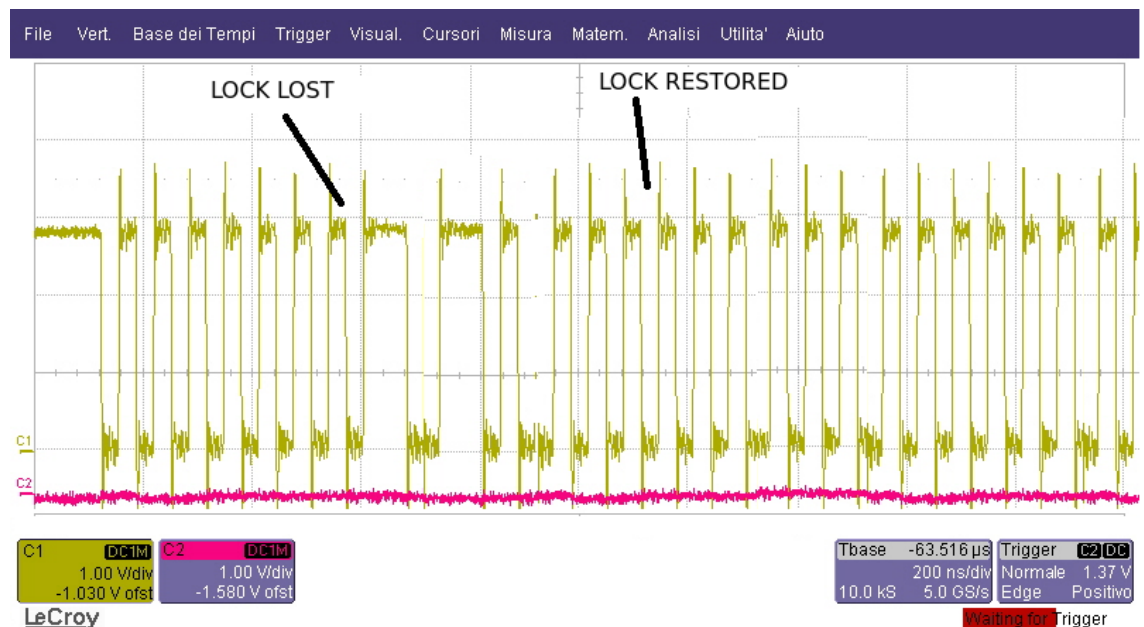 File Vert. Base dei Tempi Trigger Visual. Cursori Misura Matem. Analisi Utilita' Aiuto
LOCK LOST
LOCK RESTORED
C1
C2
C1 DC1M
1.00 V/div
-1.030 V ofst
C2 DC1M
1.00 V/div
-1.580 V ofst
Tbase -63.516 µs
200 ns/div
10.0 kS 5.0 GS/s
Trigger C2 DC
Normale 1.37 V
Edge Positivo
LeCroy
Waiting for Trigger